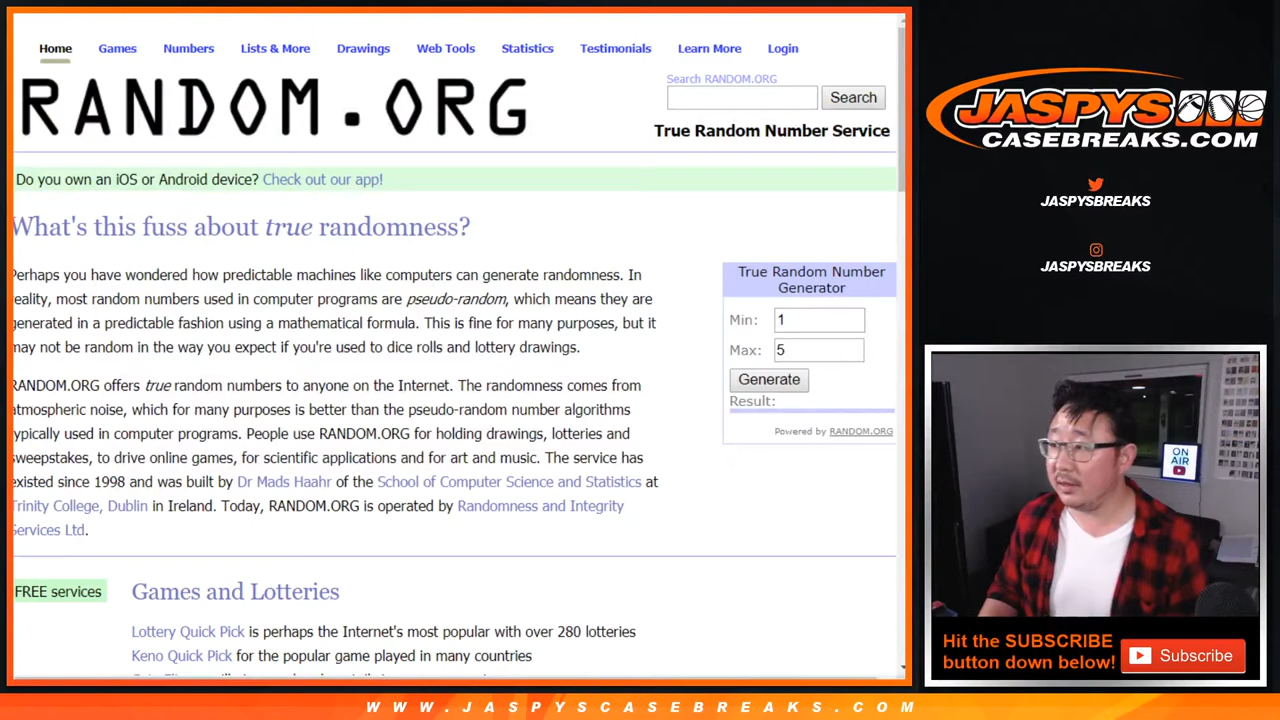 Home Games Numbers Lists & More Drawings Web Tools Statistics Testimonials Learn More Login
RANDOM.ORG
Search RANDOM.ORG
Search
True Random Number Service
Do you own an iOS or Android device? Check out our app!
What's this fuss about true randomness?
Perhaps you have wondered how predictable machines like computers can generate randomness. In
reality, most random numbers used in computer programs are pseudo-random, which means they are
generated in a predictable fashion using a mathematical formula. This is fine for many purposes, but it
may not be random in the way you expect if you're used to dice rolls and lottery drawings.
RANDOM.ORG offers true random numbers to anyone on the Internet. The randomness comes from
atmospheric noise, which for many purposes is better than the pseudo-random number algorithms
typically used in computer programs. People use RANDOM.ORG for holding drawings, lotteries and
sweepstakes, to drive online games, for scientific applications and for art and music. The service has
existed since 1998 and was built by Dr Mads Haahr of the School of Computer Science and Statistics at
Trinity College, Dublin in Ireland. Today, RANDOM.ORG is operated by Randomness and Integrity
Services Ltd.
True Random Number
Generator
Min: 1
Max: 5
Generate
Result:
Powered by RANDOM.ORG
FREE services
Games and Lotteries
Lottery Quick Pick is perhaps the Internet's most popular with over 280 lotteries
Keno Quick Pick for the popular game played in many countries
JASPYS
CASEBREAKS.COM
JASPYSBREAKS
JASPYSBREAKS
ON
AIR
Hit the SUBSCRIBE
button down below!
Subscribe
WWW.JASPYSCASEBREAKS.COM